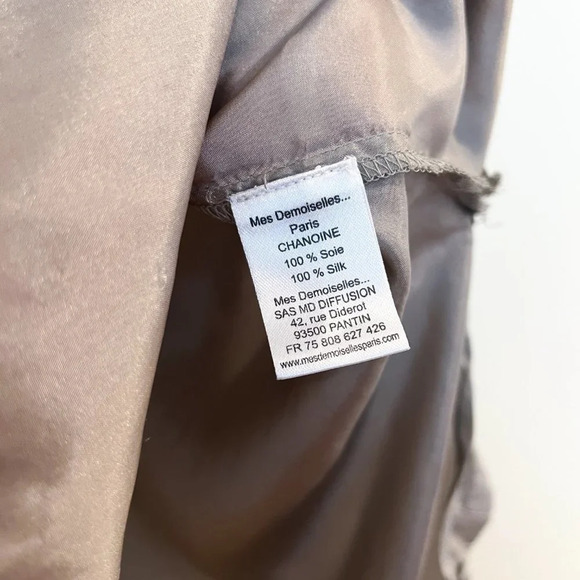 Mes Demoiselles...
Paris
CHANOINE
100 % Soie
100 % Silk
Mes Demoiselles...
SAS MD DIFFUSION
42, rue Diderot
93500 PANTIN
FR 75 808 627 426
www.mesdemoisellesparis.com